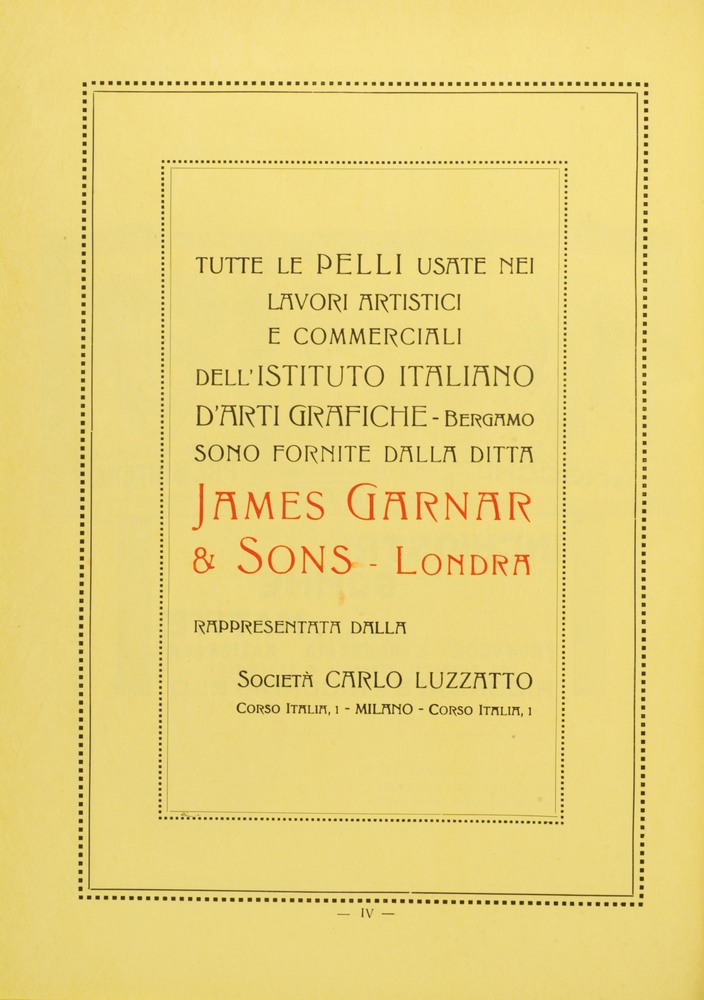 TUTTE LE PELLI USATE NEI
LAVORI ARTISTICI
E COMMERCIALI
DELL'ISTITUTO ITALIANO
D'ARTI GRAFICHE - BERGAMO
SONO FORNITE DALLA DITTA
JAMES GARNAR
& SONS - LONDRA
RAPPRESENTATA DALLA
SOCIETÀ CARLO LUZZATTO
CORSO ITALIA, 1 - MILANO - CORSO ITALIA, 1
— IV —